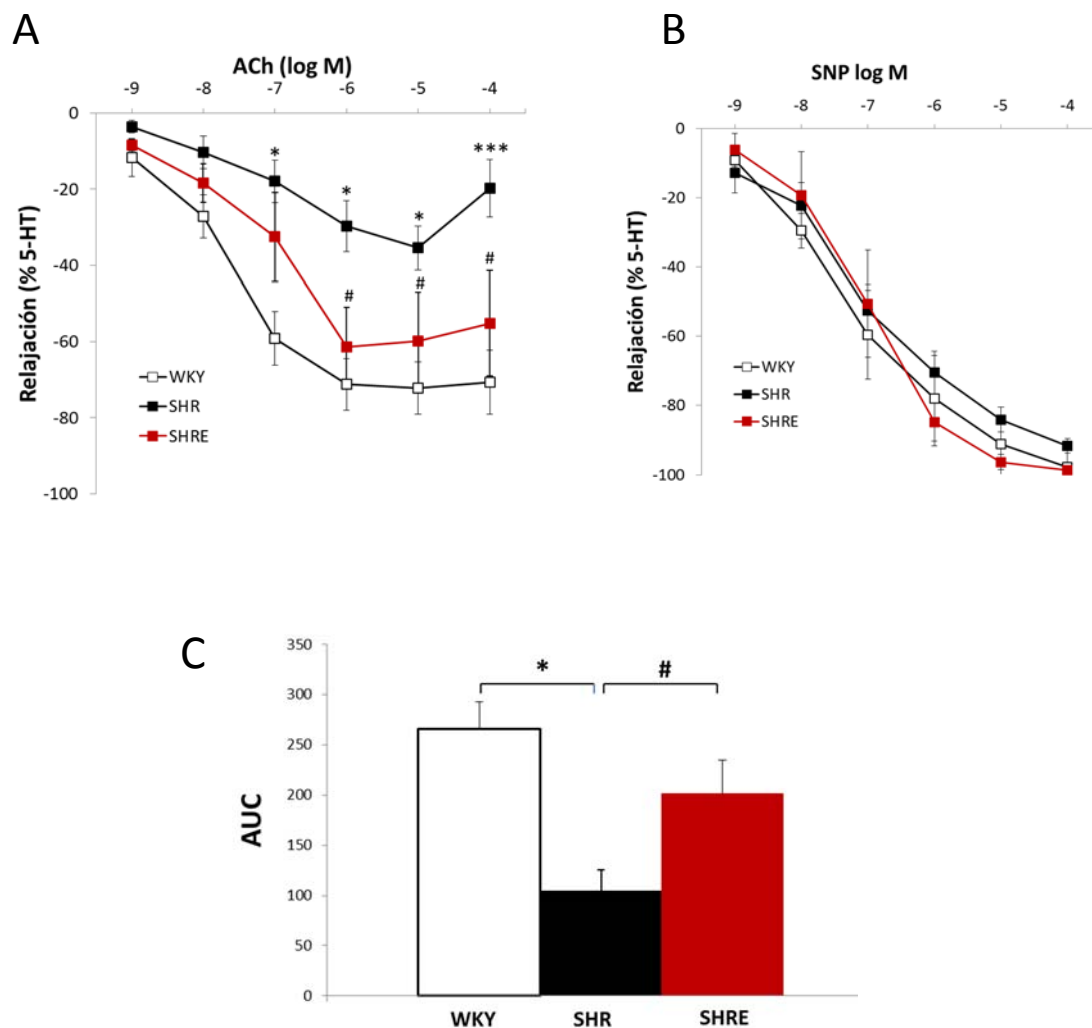 A
ACh (log M)
-9 -8 -7 -6 -5 -4
0
-20
-40
-60
-80
-100
Relajación (% 5-HT)
* * * ***
# # #
WKY
SHR
SHRE
B
SNP log M
-9 -8 -7 -6 -5 -4
0
-20
-40
-60
-80
-100
Relajación (% 5-HT)
WKY
SHR
SHRE
C
350
300
250
200
150
100
50
0
AUC
* #
WKY SHR SHRE